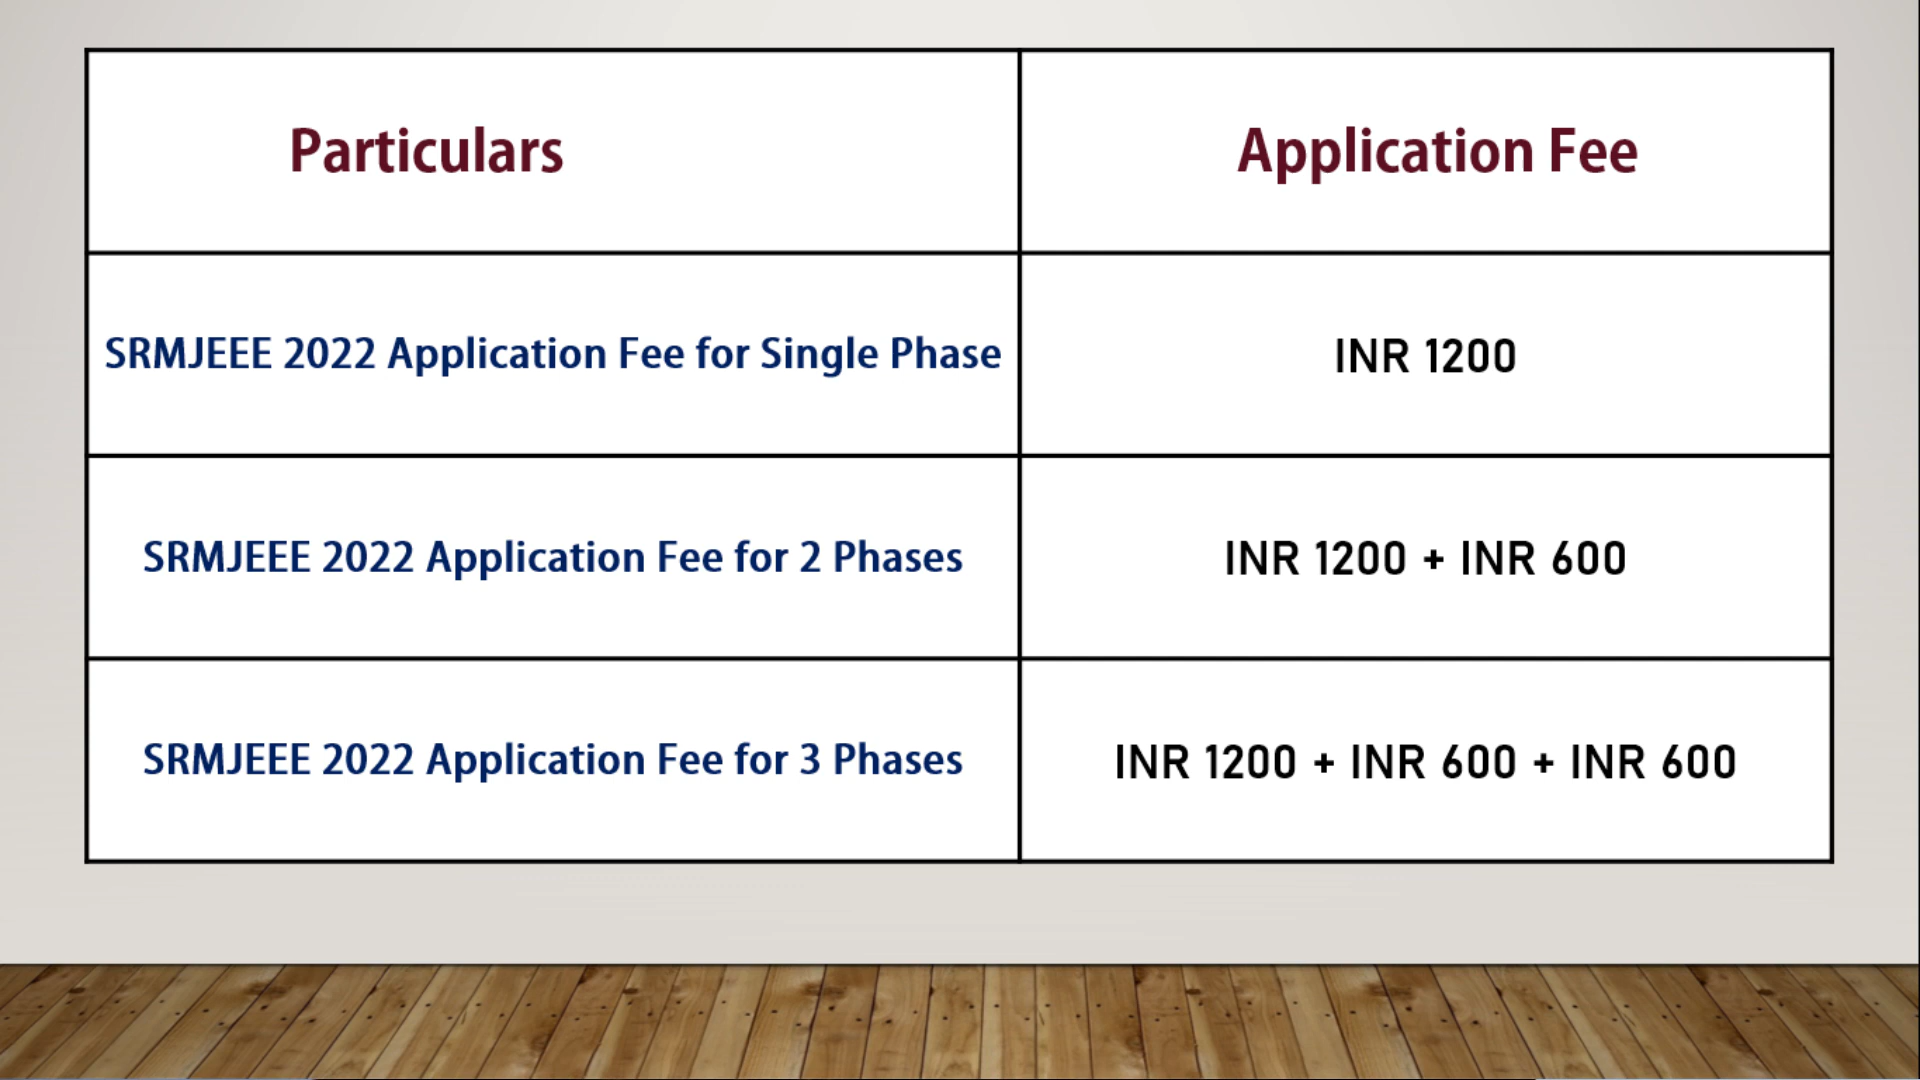 Particulars
Application Fee
SRMJEEE 2022 Application Fee for Single Phase
INR 1200
SRMJEEE 2022 Application Fee for 2 Phases
INR 1200 + INR 600
SRMJEEE 2022 Application Fee for 3 Phases
INR 1200 + INR 600 + INR 600